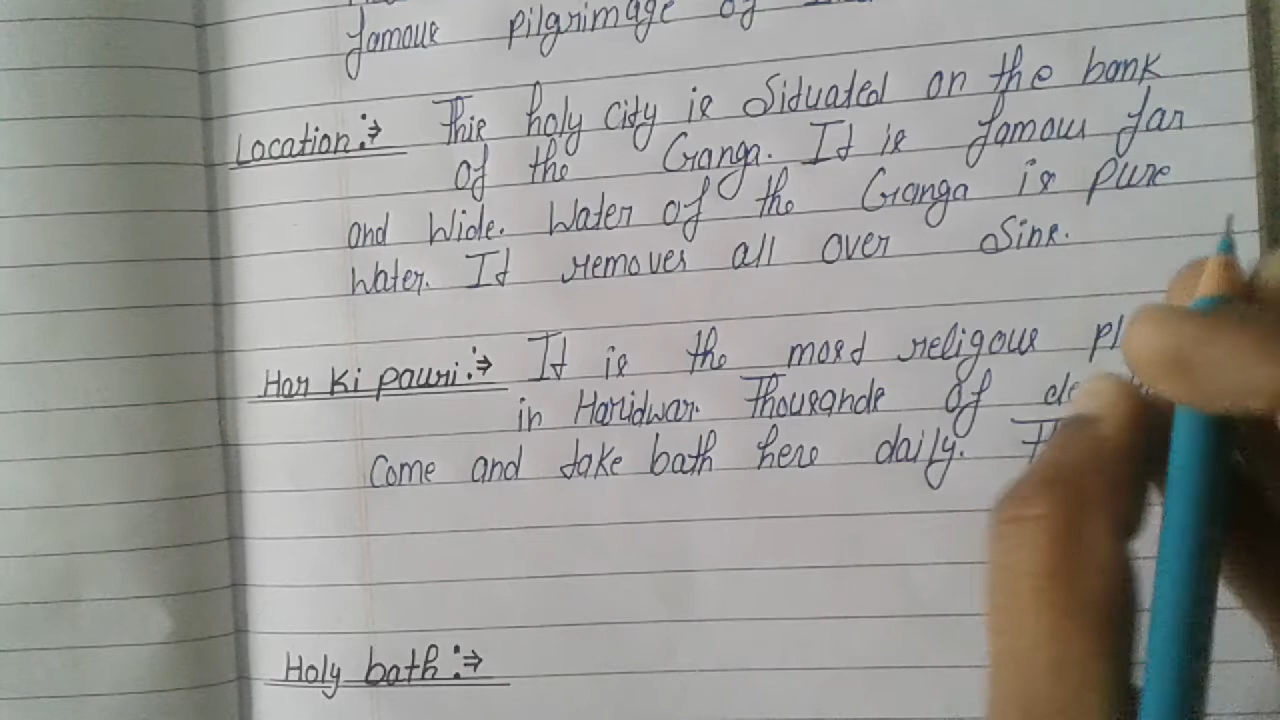 famous pilgrimage of
Location:⇒ This holy city is Situated on the bank
of the Ganga. It is famous far
and Wide. Water of the Ganga is pure
Water. It removes all over Sins.
Har Ki pauri:⇒ It is the most religous
in Haridwar. Thousands of
Come and take bath here daily.
Holy bath:⇒